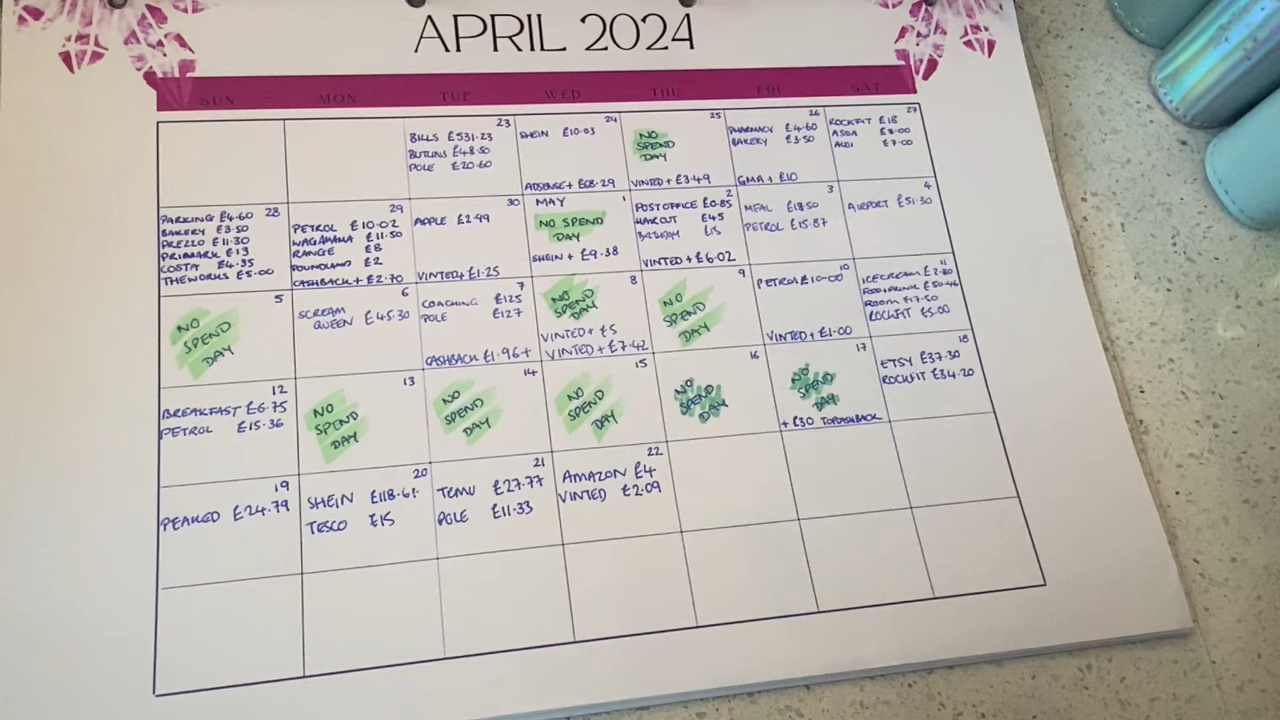 APRIL 2024
SUN MON TUE WED THU FRI SAT
23
BILLS £531.23
BUTLINS £48.50
POLE £20.60
24
SHEIN £10.03
ADSENSE + £68.29
25
NO
SPEND
DAY
VINTED + £3.49
26
PHARMACY £4.60
BAKERY £3.50
GMA + £10
27
ROCKFIT £18
ASDA £8.00
ALDI £7.00
28
PARKING £4.60
BAKERY £3.50
PREZZO £11.30
PRIMARK £13
COSTA £4.35
THEWORKS £5.00
29
PETROL £10.02
WAGAMAMA £11.50
RANGE £8
POUNDLAND £2
CASHBACK + £2.70
30
APPLE £2.99
VINTED + £1.25
MAY 1
NO SPEND
DAY
SHEIN + £9.38
2
POST OFFICE £0.85
HAIRCUT £45
BIRTHDAY £15
VINTED + £6.02
3
MEAL £18.50
PETROL £15.87
4
AIRPORT £51.30
5
NO
SPEND
DAY
6
SCREAM
QUEEN £45.30
7
COACHING £125
POLE £127
CASHBACK £1.96+
8
NO
SPEND
DAY
VINTED + £5
VINTED + £7.42
9
NO
SPEND
DAY
10
PETROL £10.00
VINTED + £1.00
11
ICECREAM £2.80
FOOD + DRINK £50.46
ROOM £17.50
ROCKFIT £5.00
12
BREAKFAST £6.75
PETROL £15.36
13
NO
SPEND
DAY
14
NO
SPEND
DAY
15
NO
SPEND
DAY
16
NO
SPEND
DAY
17
NO
SPEND
DAY
+ £30 TOPCASHBACK
18
ETSY £37.30
ROCKFIT £34.20
19
PEAKED £24.79
20
SHEIN £118.61
TESCO £15
21
TEMU £27.77
POLE £11.33
22
AMAZON £4
VINTED £2.09